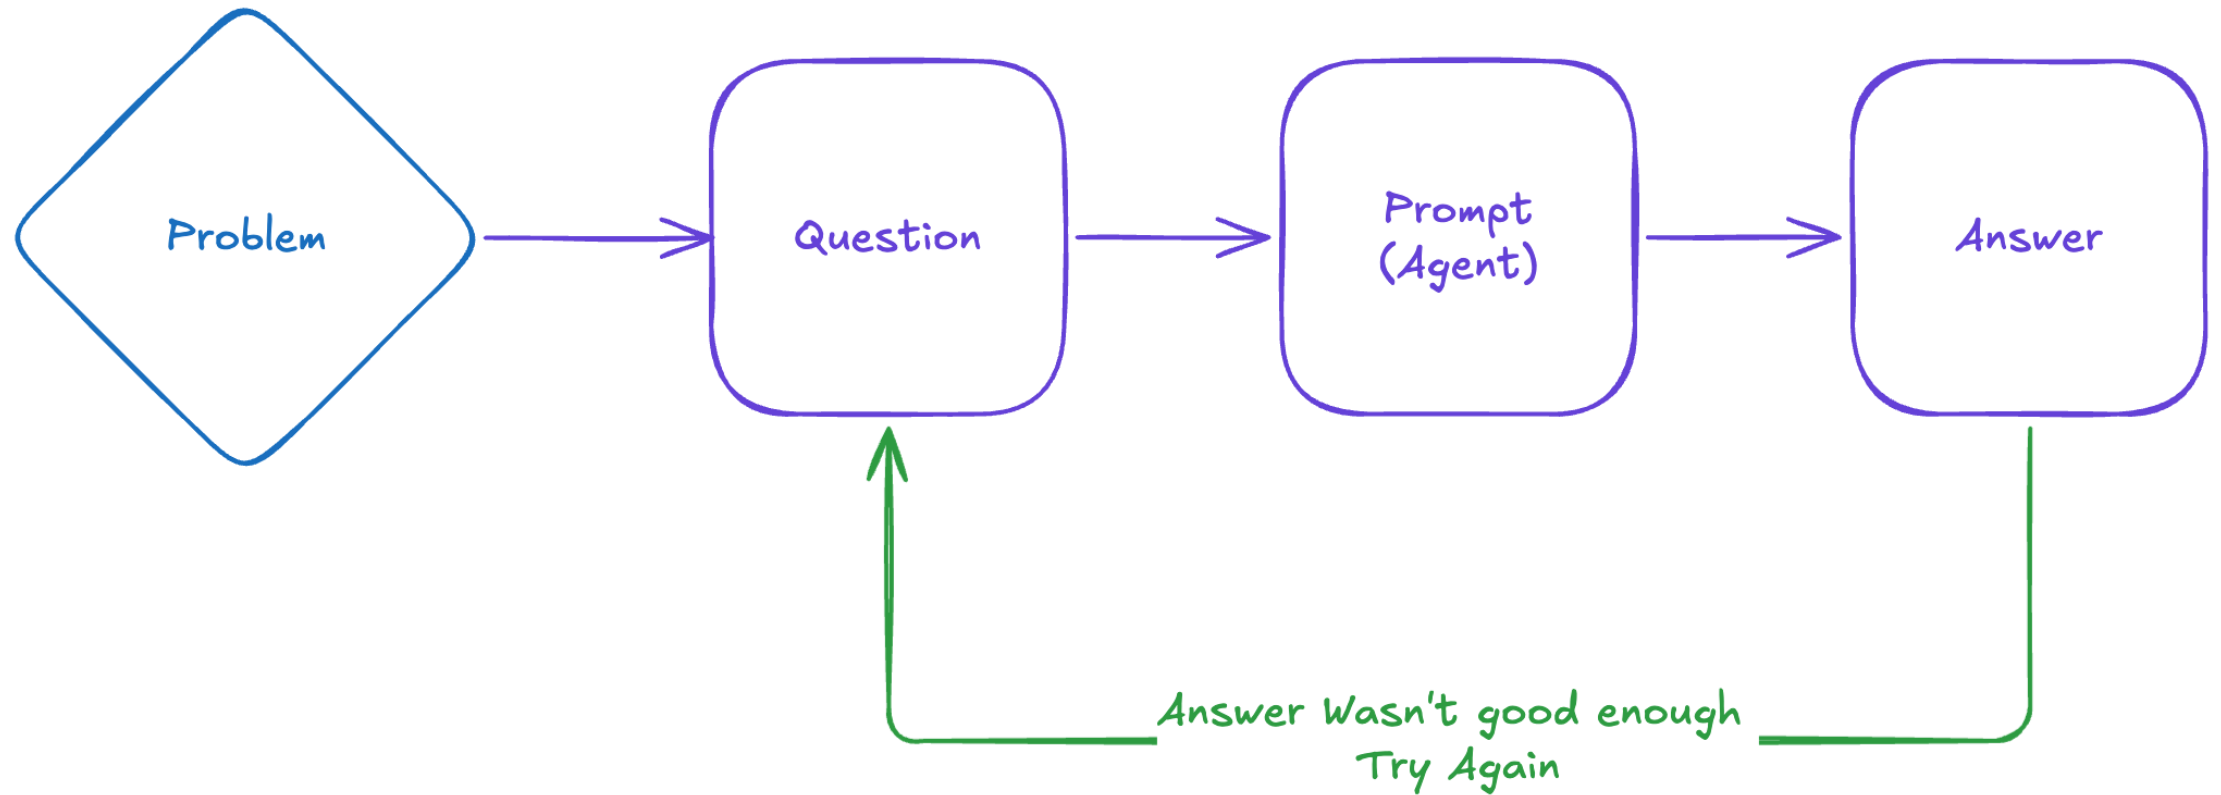 Problem
Question
Prompt
(Agent)
Answer
Answer Wasn't good enough
Try Again